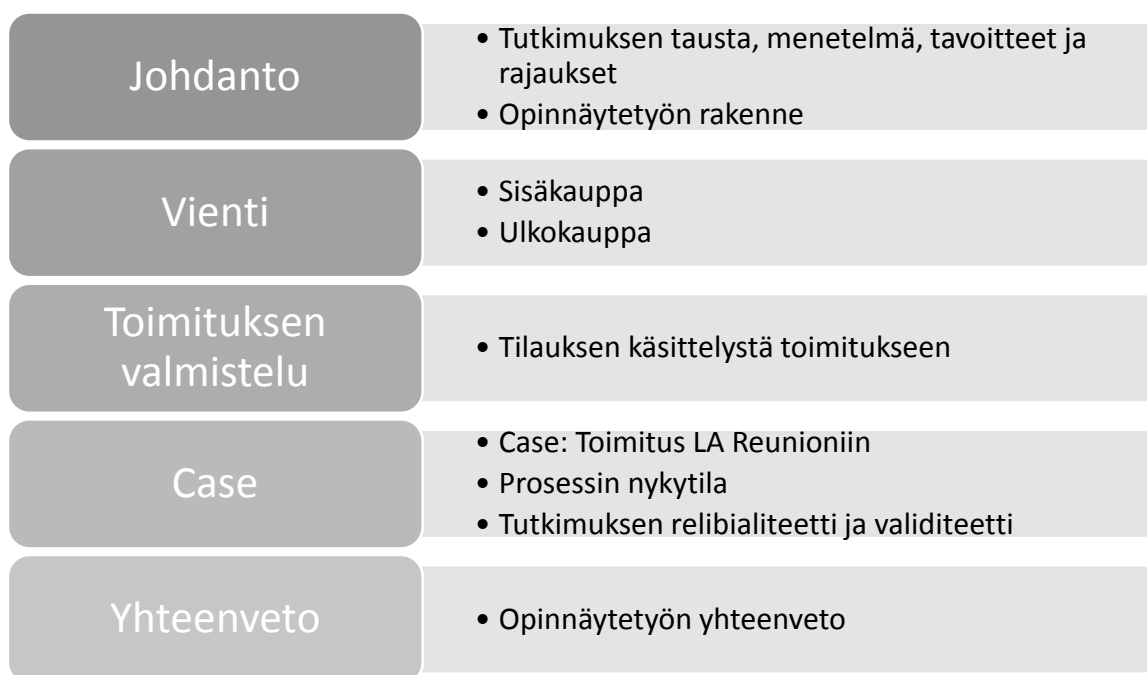 Johdanto
• Tutkimuksen tausta, menetelmä, tavoitteet ja
rajaukset
• Opinnäytetyön rakenne
Vienti
• Sisäkauppa
• Ulkokauppa
Toimituksen
valmistelu
• Tilauksen käsittelystä toimitukseen
Case
• Case: Toimitus LA Reunioniin
• Prosessin nykytila
• Tutkimuksen relibialiteetti ja validiteetti
Yhteenveto
• Opinnäytetyön yhteenveto